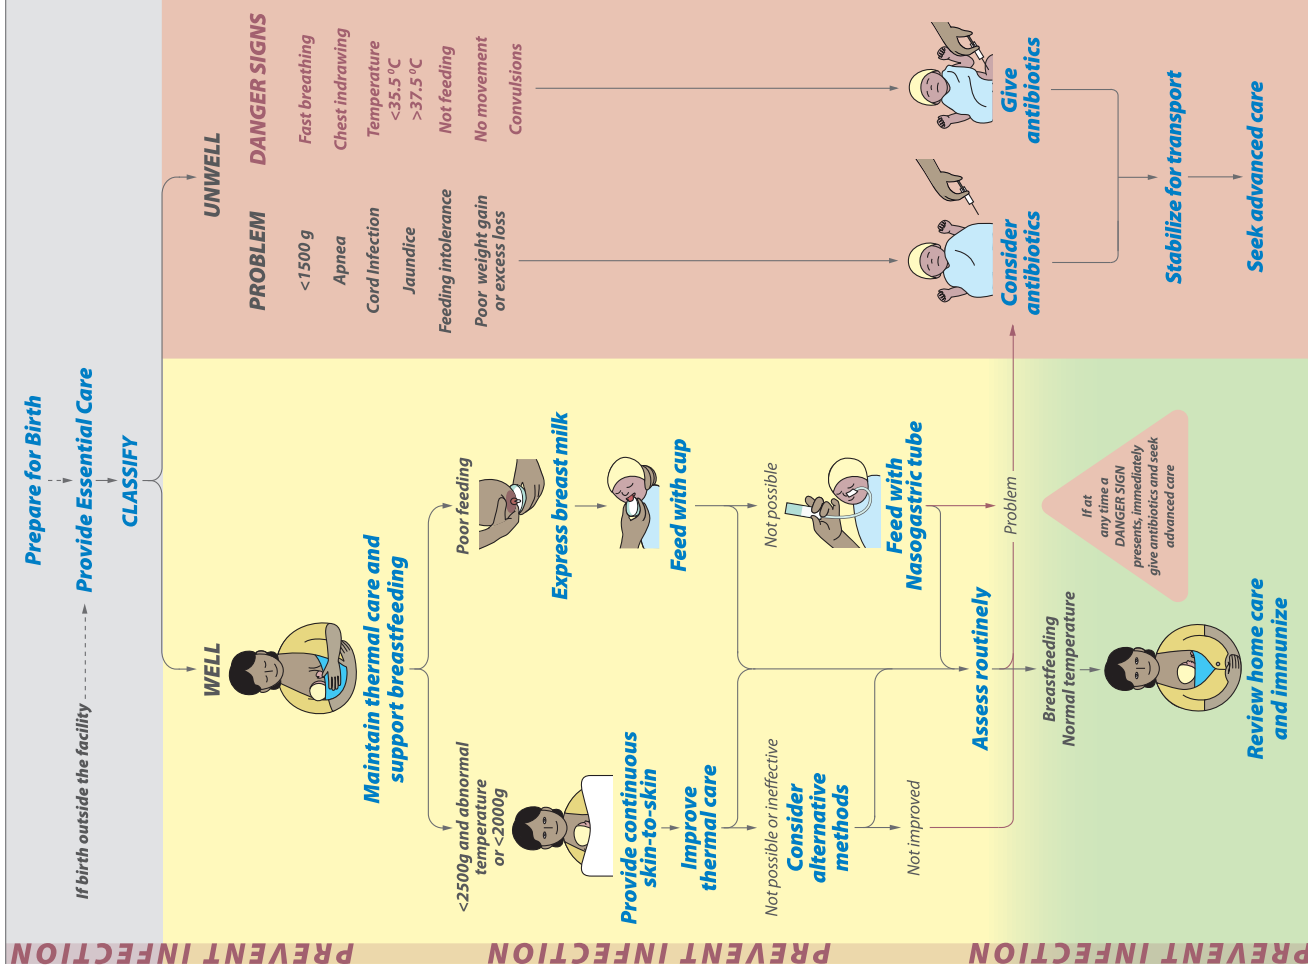 Prepare for Birth
If birth outside the facility
Provide Essential Care
CLASSIFY
WELL
Maintain thermal care and
support breastfeeding
<2500g and abnormal
temperature
or <2000g
Provide continuous
skin-to-skin
Improve
thermal care
Not possible or ineffective
Consider
alternative
methods
Not improved
Poor feeding
Express breast milk
Feed with cup
Not possible
Feed with
Nasogastric tube
Assess routinely
Problem
Breastfeeding
Normal temperature
Review home care
and immunize
If at
any time a
DANGER SIGN
presents, immediately
give antibiotics and seek
advanced care
UNWELL
PROBLEM
<1500 g
Apnea
Cord Infection
Jaundice
Feeding intolerance
Poor weight gain
or excess loss
Consider
antibiotics
DANGER SIGNS
Fast breathing
Chest indrawing
Temperature
<35.5 ⁰C
>37.5 ⁰C
Not feeding
No movement
Convulsions
Give
antibiotics
Stabilize for transport
Seek advanced care
PREVENT INFECTION
PREVENT INFECTION
PREVENT INFECTION